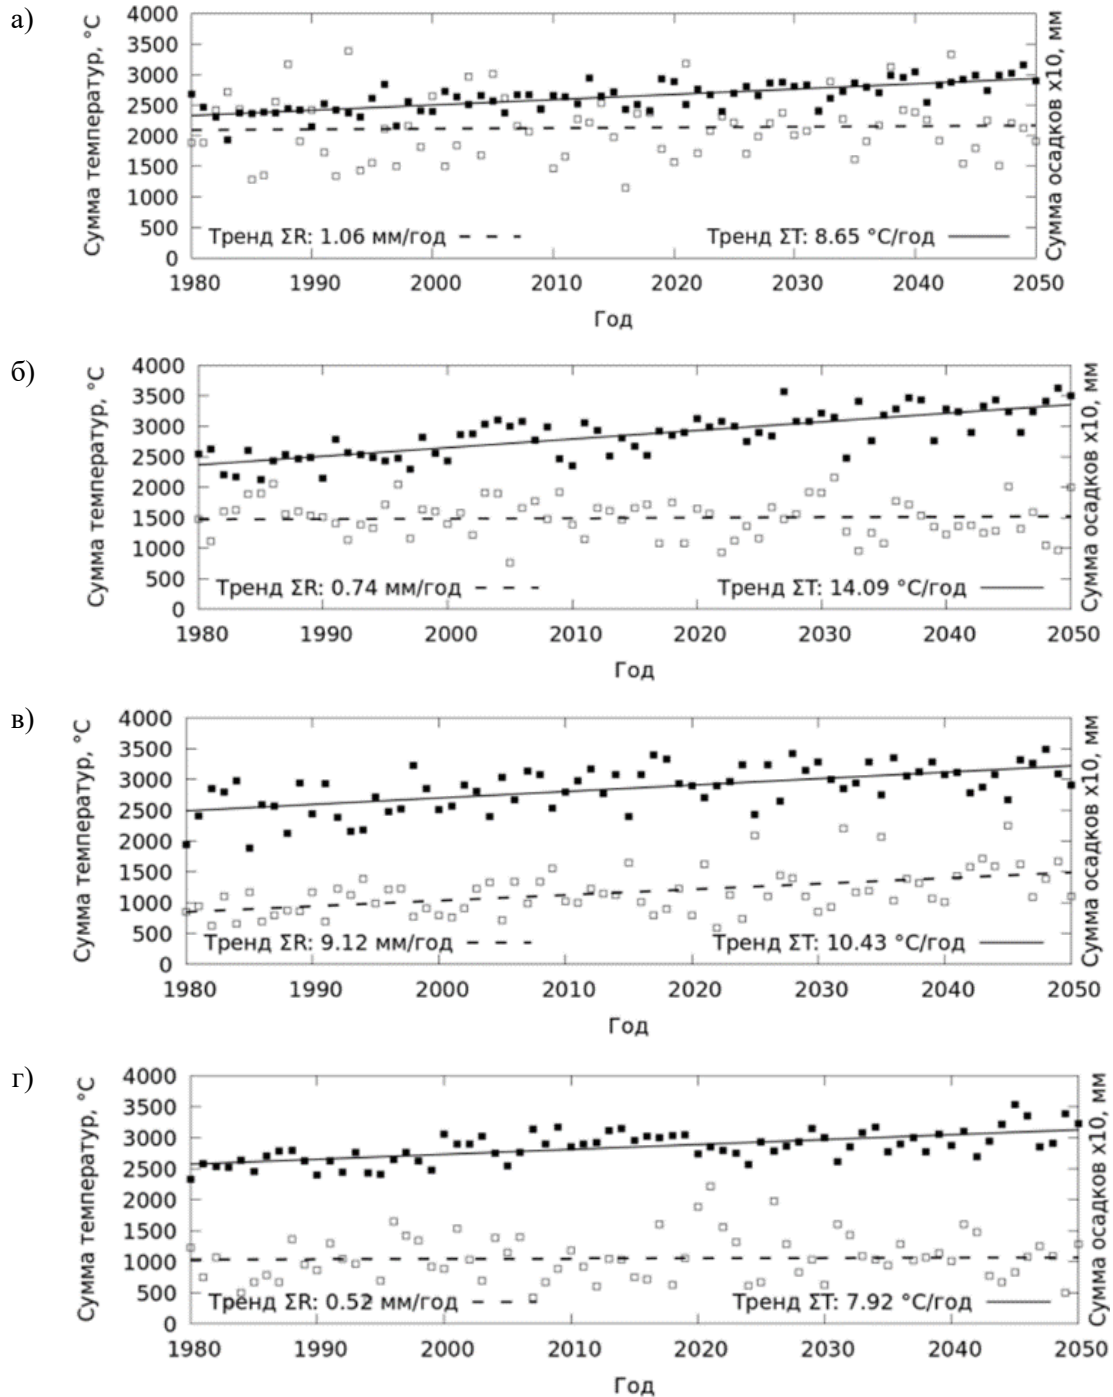 а)
Сумма температур, °C
4000
3500
3000
2500
2000
1500
1000
500
0
Тренд ΣR: 1.06 мм/год
Тренд ΣT: 8.65 °C/год
Сумма осадков x10, мм
1980 1990 2000 2010 2020 2030 2040 2050
Год
б)
Сумма температур, °C
4000
3500
3000
2500
2000
1500
1000
500
0
Тренд ΣR: 0.74 мм/год
Тренд ΣT: 14.09 °C/год
Сумма осадков x10, мм
1980 1990 2000 2010 2020 2030 2040 2050
Год
в)
Сумма температур, °C
4000
3500
3000
2500
2000
1500
1000
500
0
Тренд ΣR: 9.12 мм/год
Тренд ΣT: 10.43 °C/год
Сумма осадков x10, мм
1980 1990 2000 2010 2020 2030 2040 2050
Год
г)
Сумма температур, °C
4000
3500
3000
2500
2000
1500
1000
500
0
Тренд ΣR: 0.52 мм/год
Тренд ΣT: 7.92 °C/год
Сумма осадков x10, мм
1980 1990 2000 2010 2020 2030 2040 2050
Год